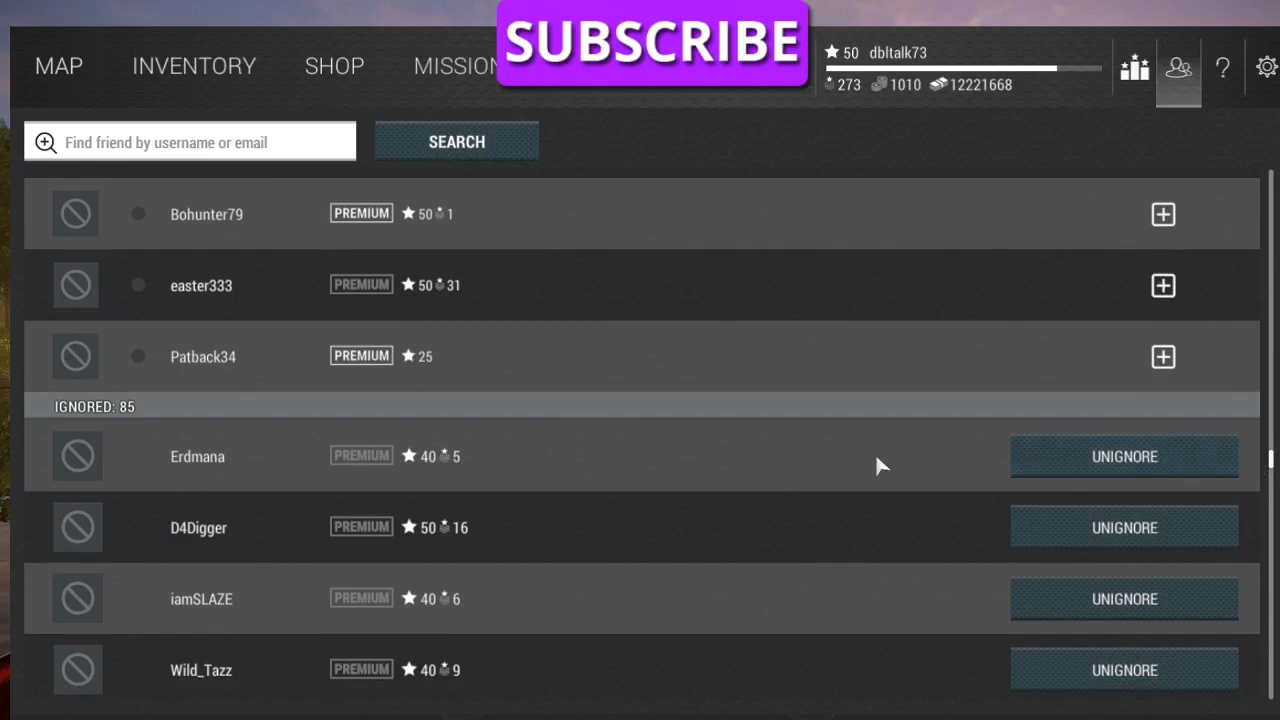 SUBSCRIBE
MAP INVENTORY SHOP MISSION
50 dbltalk73
273 1010 12221668
?
Find friend by username or email SEARCH
Bohunter79 PREMIUM 50 1
easter333 PREMIUM 50 31
Patback34 PREMIUM 25
IGNORED: 85
Erdmana PREMIUM 40 5 UNIGNORE
D4Digger PREMIUM 50 16 UNIGNORE
iamSLAZE PREMIUM 40 6 UNIGNORE
Wild_Tazz PREMIUM 40 9 UNIGNORE